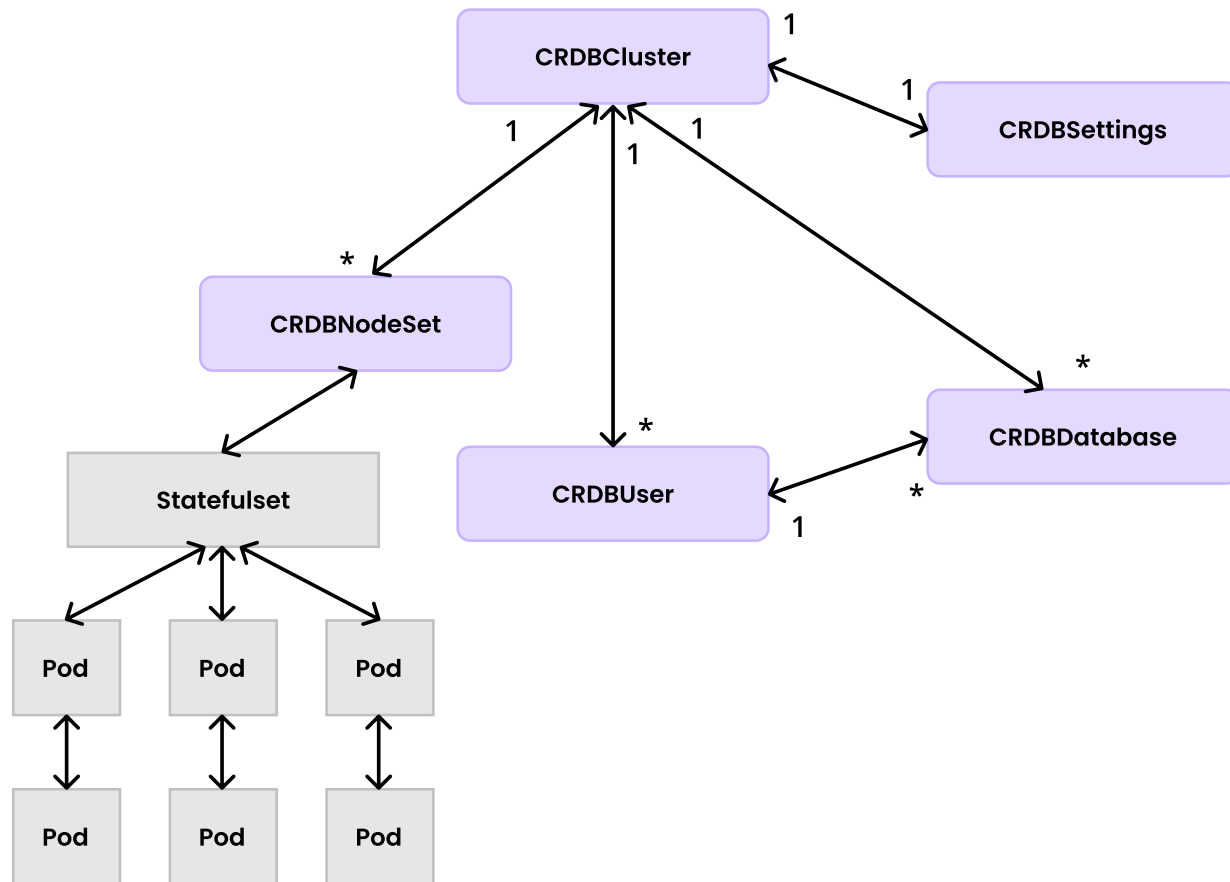 1
CRDBCluster
1
CRDBSettings
1
1
1
*
CRDBNodeSet
*
*
CRDBDatabase
CRDBUser
*
1
Statefulset
Pod
Pod
Pod
Pod
Pod
Pod